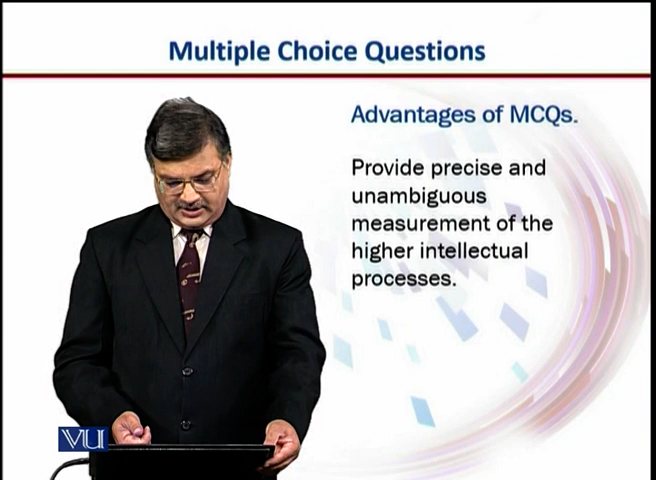 Multiple Choice Questions
Advantages of MCQs.
Provide precise and
unambiguous
measurement of the
higher intellectual
processes.
VU